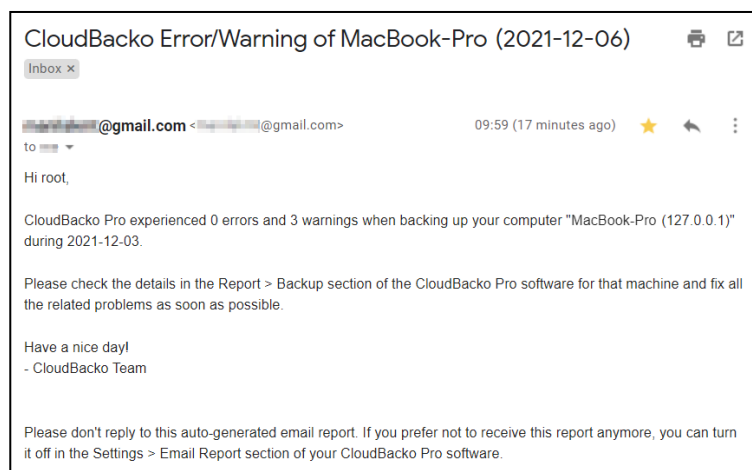 CloudBacko Error/Warning of MacBook-Pro (2021-12-06)
Inbox ×
@gmail.com < @gmail.com> 09:59 (17 minutes ago)
to
Hi root,
CloudBacko Pro experienced 0 errors and 3 warnings when backing up your computer "MacBook-Pro (127.0.0.1)"
during 2021-12-03.
Please check the details in the Report > Backup section of the CloudBacko Pro software for that machine and fix all
the related problems as soon as possible.
Have a nice day!
- CloudBacko Team
Please don't reply to this auto-generated email report. If you prefer not to receive this report anymore, you can turn
it off in the Settings > Email Report section of your CloudBacko Pro software.